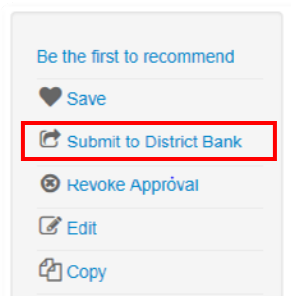 Be the first to recommend
Save
Submit to District Bank
Revoke Approval
Edit
Copy